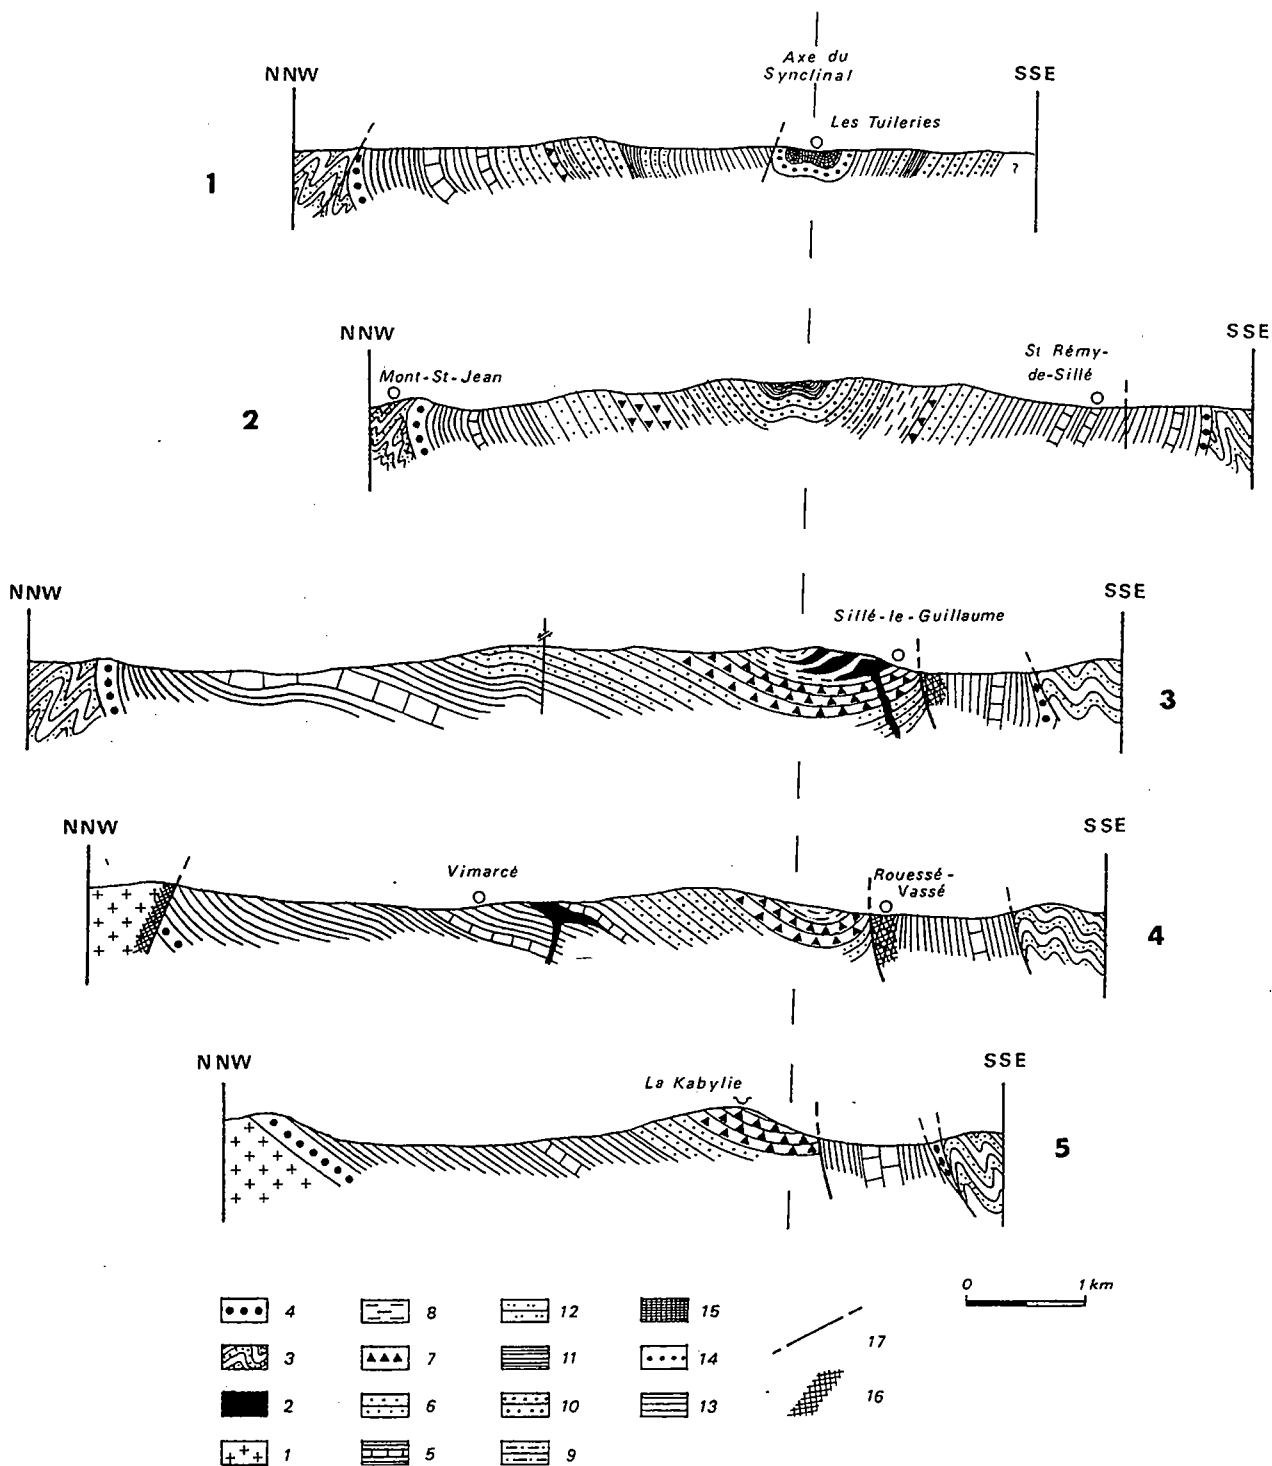 Axe du
Synclinal
NNW
SSE
Les Tuileries
1
?
NNW
SSE
Mont-St-Jean
St Rémy-
de-Sillé
2
NNW
SSE
Sillé-le-Guillaume
3
NNW
SSE
Vimarcé
Rouessé-
Vassé
4
NNW
SSE
La Kabylie
5
0 1 km
4 8 12 15
17
3 7 11 14
2 6 10 13 16
1 5 9